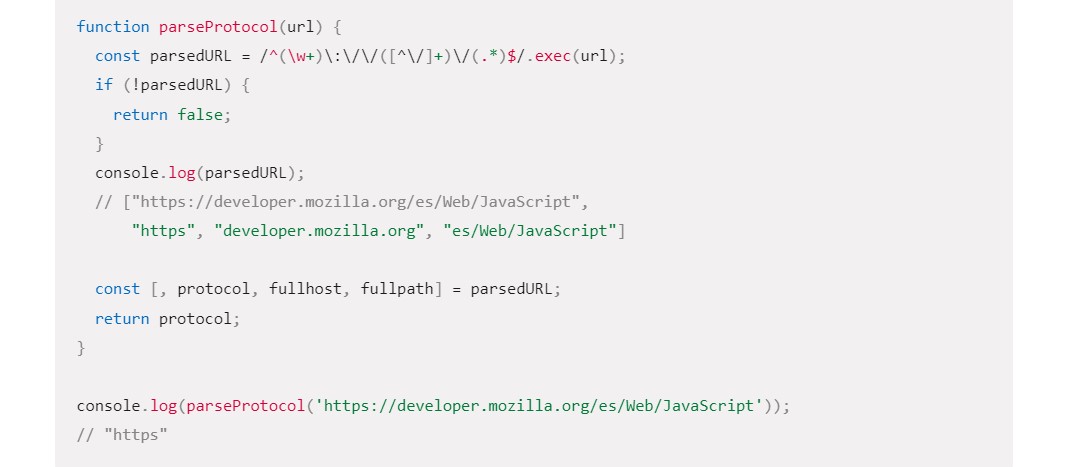 function parseProtocol(url) {
  const parsedURL = /^(\w+)\:\/\/([^\/]+)\/(.*)$/.exec(url);
  if (!parsedURL) {
    return false;
  }
  console.log(parsedURL);
  // ["https://developer.mozilla.org/es/Web/JavaScript",
      "https", "developer.mozilla.org", "es/Web/JavaScript"]

  const [, protocol, fullhost, fullpath] = parsedURL;
  return protocol;
}

console.log(parseProtocol('https://developer.mozilla.org/es/Web/JavaScript'));
// "https"